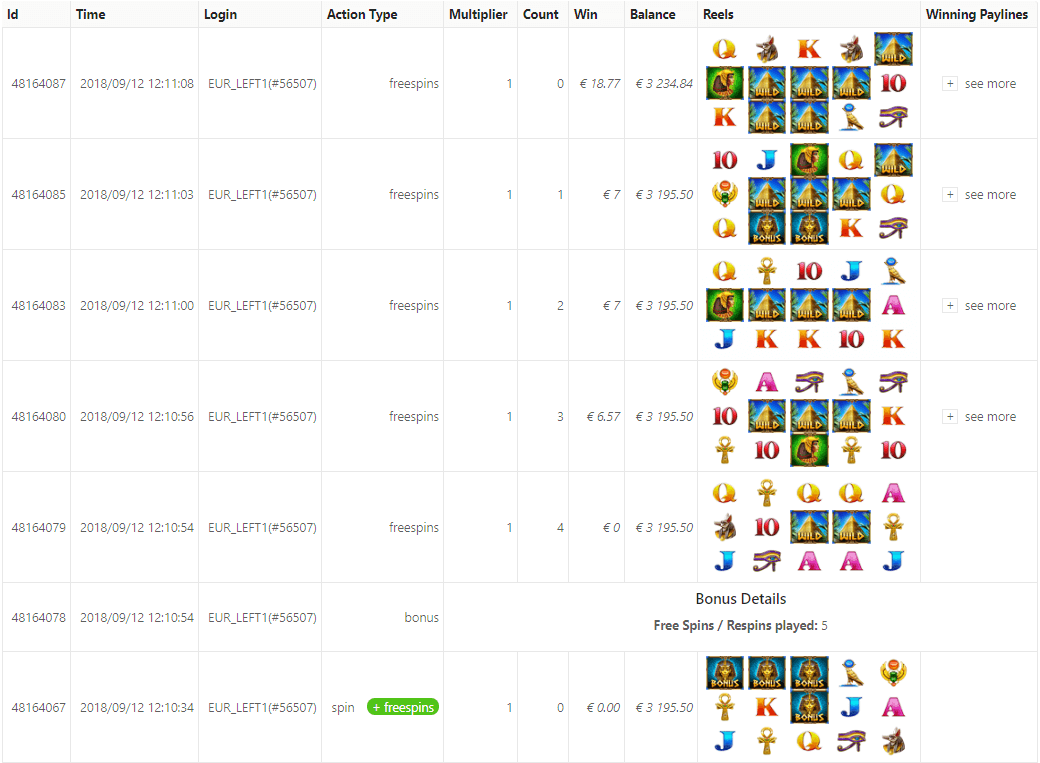 Id Time Login Action Type Multiplier Count Win Balance Reels Winning Paylines
Q K
48164087 2018/09/12 12:11:08 EUR_LEFT1(#56507) freespins 1 0 € 18.77 € 3 234.84 WILD WILD WILD 10 + see more
K WILD WILD
10 J Q
48164085 2018/09/12 12:11:03 EUR_LEFT1(#56507) freespins 1 1 € 7 € 3 195.50 WILD WILD WILD Q + see more
Q BONUS BONUS K
Q 10 J
48164083 2018/09/12 12:11:00 EUR_LEFT1(#56507) freespins 1 2 € 7 € 3 195.50 WILD WILD WILD A + see more
J K K 10 K
A
48164080 2018/09/12 12:10:56 EUR_LEFT1(#56507) freespins 1 3 € 6.57 € 3 195.50 10 WILD WILD WILD K + see more
10 10
Q Q Q A
48164079 2018/09/12 12:10:54 EUR_LEFT1(#56507) freespins 1 4 € 0 € 3 195.50 10 WILD WILD
J A A J
Bonus Details
48164078 2018/09/12 12:10:54 EUR_LEFT1(#56507) bonus
Free Spins / Respins played: 5
BONUS BONUS BONUS
48164067 2018/09/12 12:10:34 EUR_LEFT1(#56507) spin + freespins 1 0 € 0.00 € 3 195.50 K BONUS J A
J Q